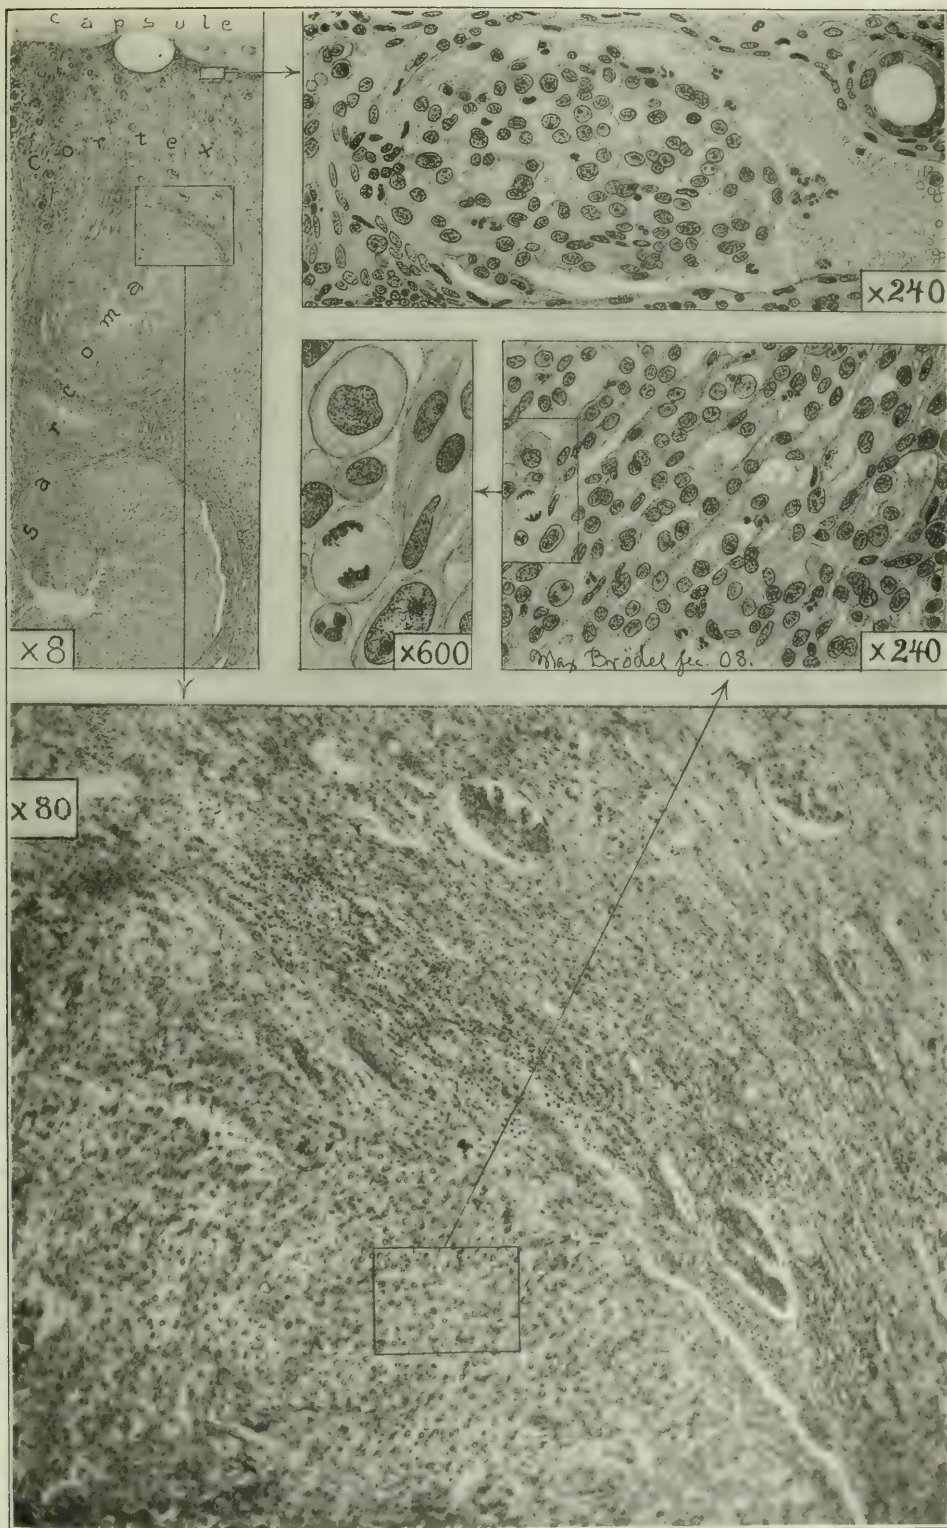 Capsule
Cortex
Sarcoma
×8
×240
×600
×240
Max Brödel fec. 08.
×80